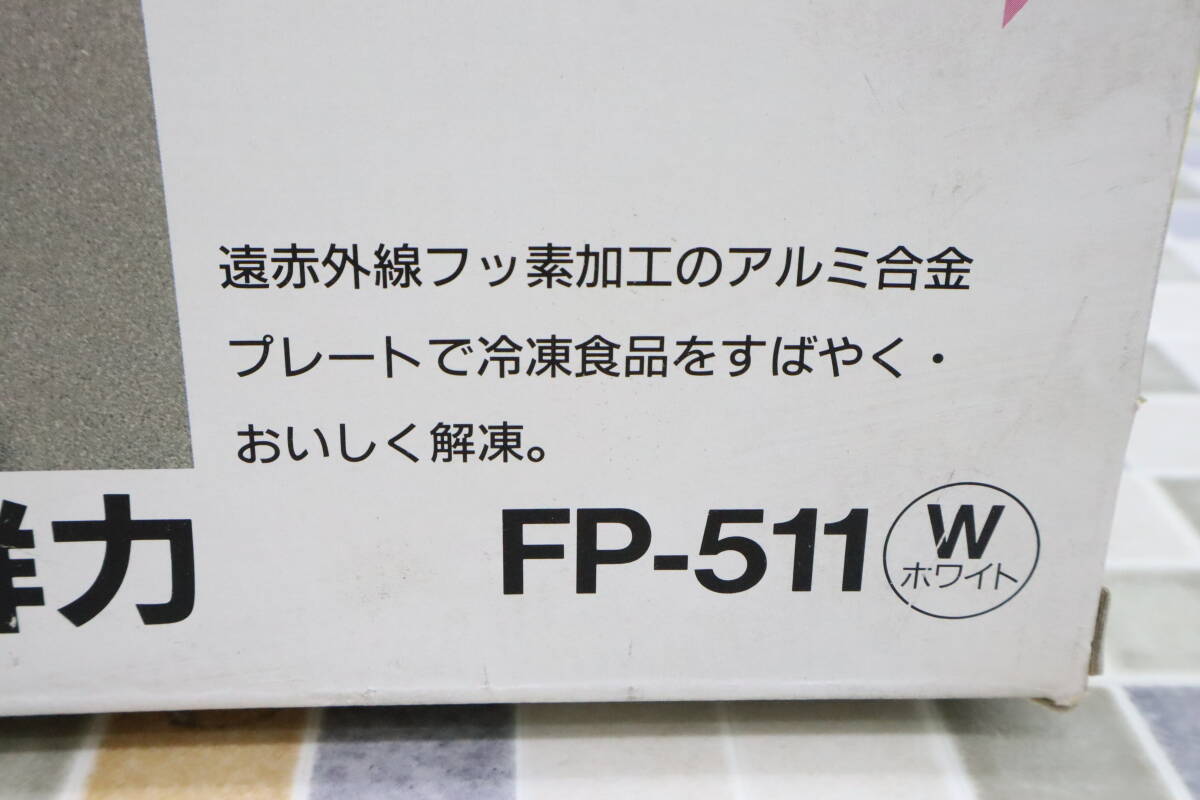 遠赤外線フッ素加工のアルミ合金
プレートで冷凍食品をすばやく・
おいしく解凍。
力
FP-511
W
ホワイト